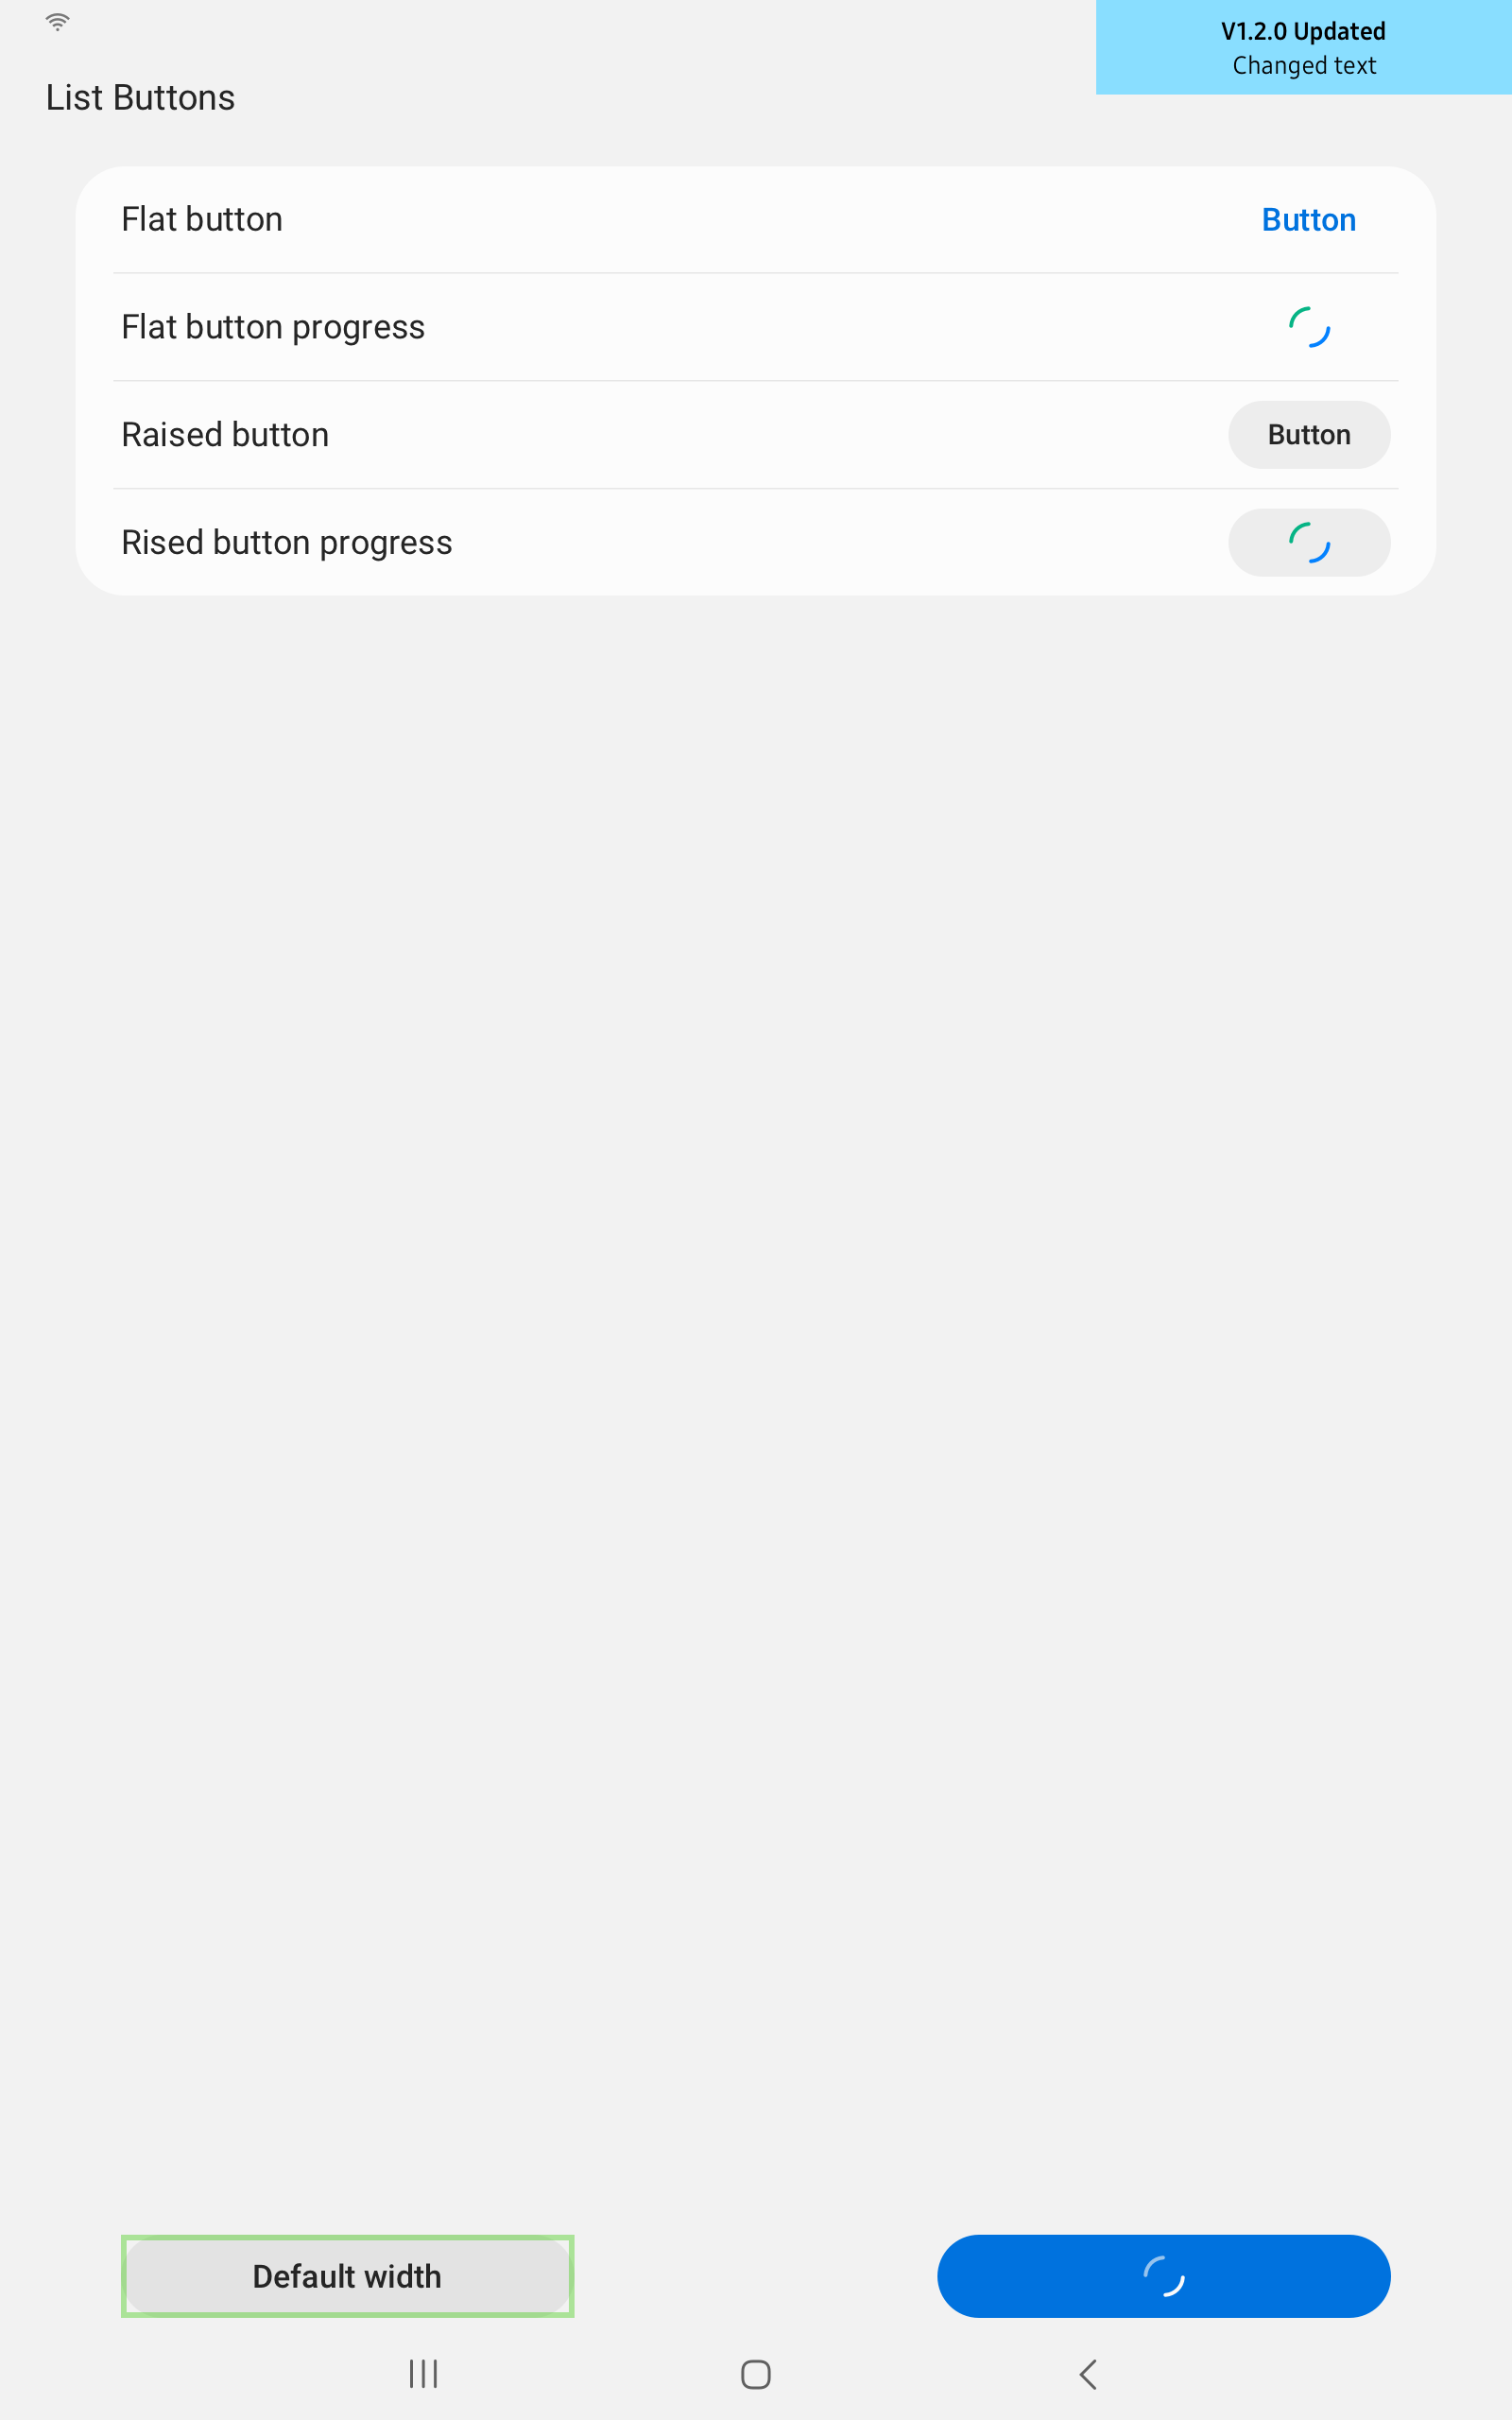 V1.2.0 Updated
Changed text
List Buttons
Flat button
Button
Flat button progress
Raised button
Button
Rised button progress
Default width